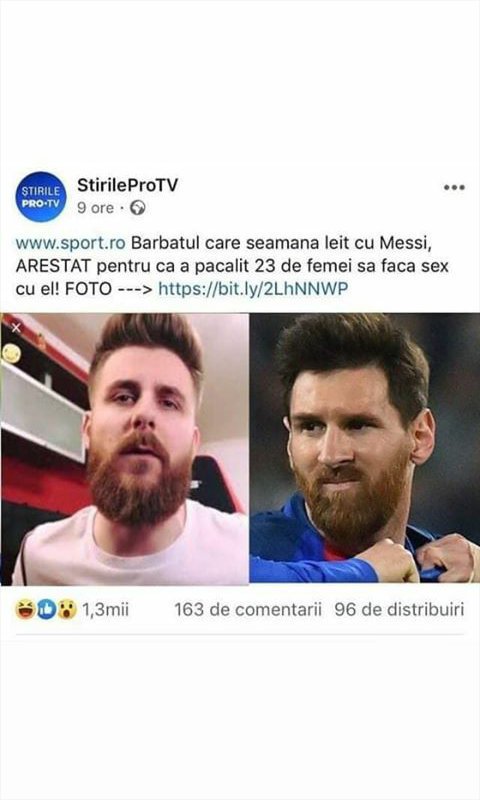 ȘTIRILE
PRO•TV
StirileProTV
9 ore ·
www.sport.ro Barbatul care seamana leit cu Messi,
ARESTAT pentru ca a pacalit 23 de femei sa faca sex
cu el! FOTO ---> https://bit.ly/2LhNNWP
1,3mii 163 de comentarii 96 de distribuiri